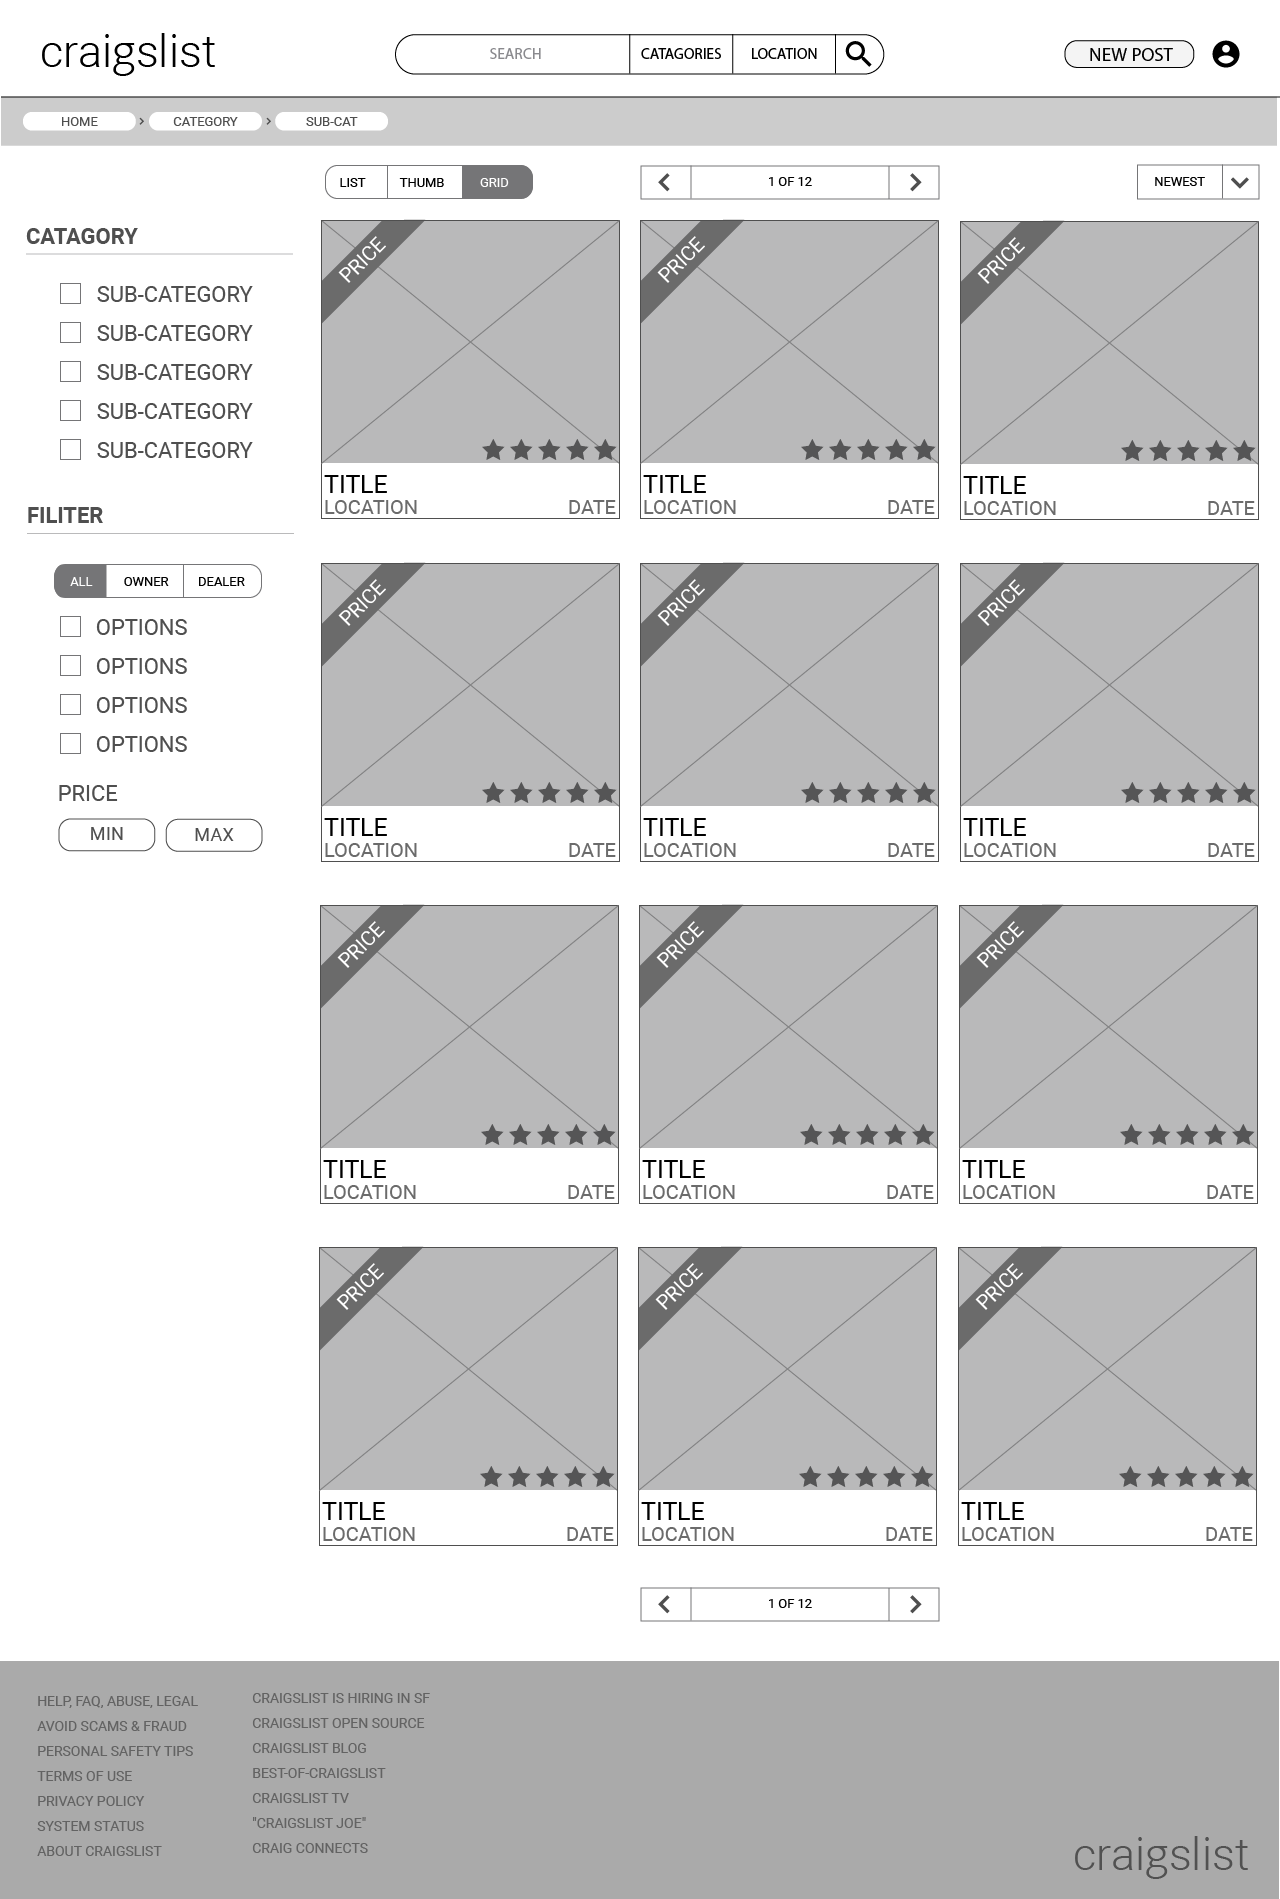 craigslist
SEARCH CATAGORIES LOCATION
NEW POST
HOME > CATEGORY > SUB-CAT
LIST THUMB GRID
1 OF 12
NEWEST
CATAGORY
SUB-CATEGORY
SUB-CATEGORY
SUB-CATEGORY
SUB-CATEGORY
SUB-CATEGORY
FILITER
ALL OWNER DEALER
OPTIONS
OPTIONS
OPTIONS
OPTIONS
PRICE
MIN MAX
PRICE
TITLE
LOCATION DATE
PRICE
TITLE
LOCATION DATE
PRICE
TITLE
LOCATION DATE
PRICE
TITLE
LOCATION DATE
PRICE
TITLE
LOCATION DATE
PRICE
TITLE
LOCATION DATE
PRICE
TITLE
LOCATION DATE
PRICE
TITLE
LOCATION DATE
PRICE
TITLE
LOCATION DATE
PRICE
TITLE
LOCATION DATE
PRICE
TITLE
LOCATION DATE
PRICE
TITLE
LOCATION DATE
1 OF 12
HELP, FAQ, ABUSE, LEGAL
AVOID SCAMS & FRAUD
PERSONAL SAFETY TIPS
TERMS OF USE
PRIVACY POLICY
SYSTEM STATUS
ABOUT CRAIGSLIST
CRAIGSLIST IS HIRING IN SF
CRAIGSLIST OPEN SOURCE
CRAIGSLIST BLOG
BEST-OF-CRAIGSLIST
CRAIGSLIST TV
"CRAIGSLIST JOE"
CRAIG CONNECTS
craigslist